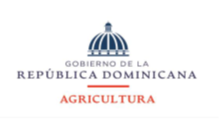 GOBIERNO DE LA
REPÚBLICA DOMINICANA
AGRICULTURA